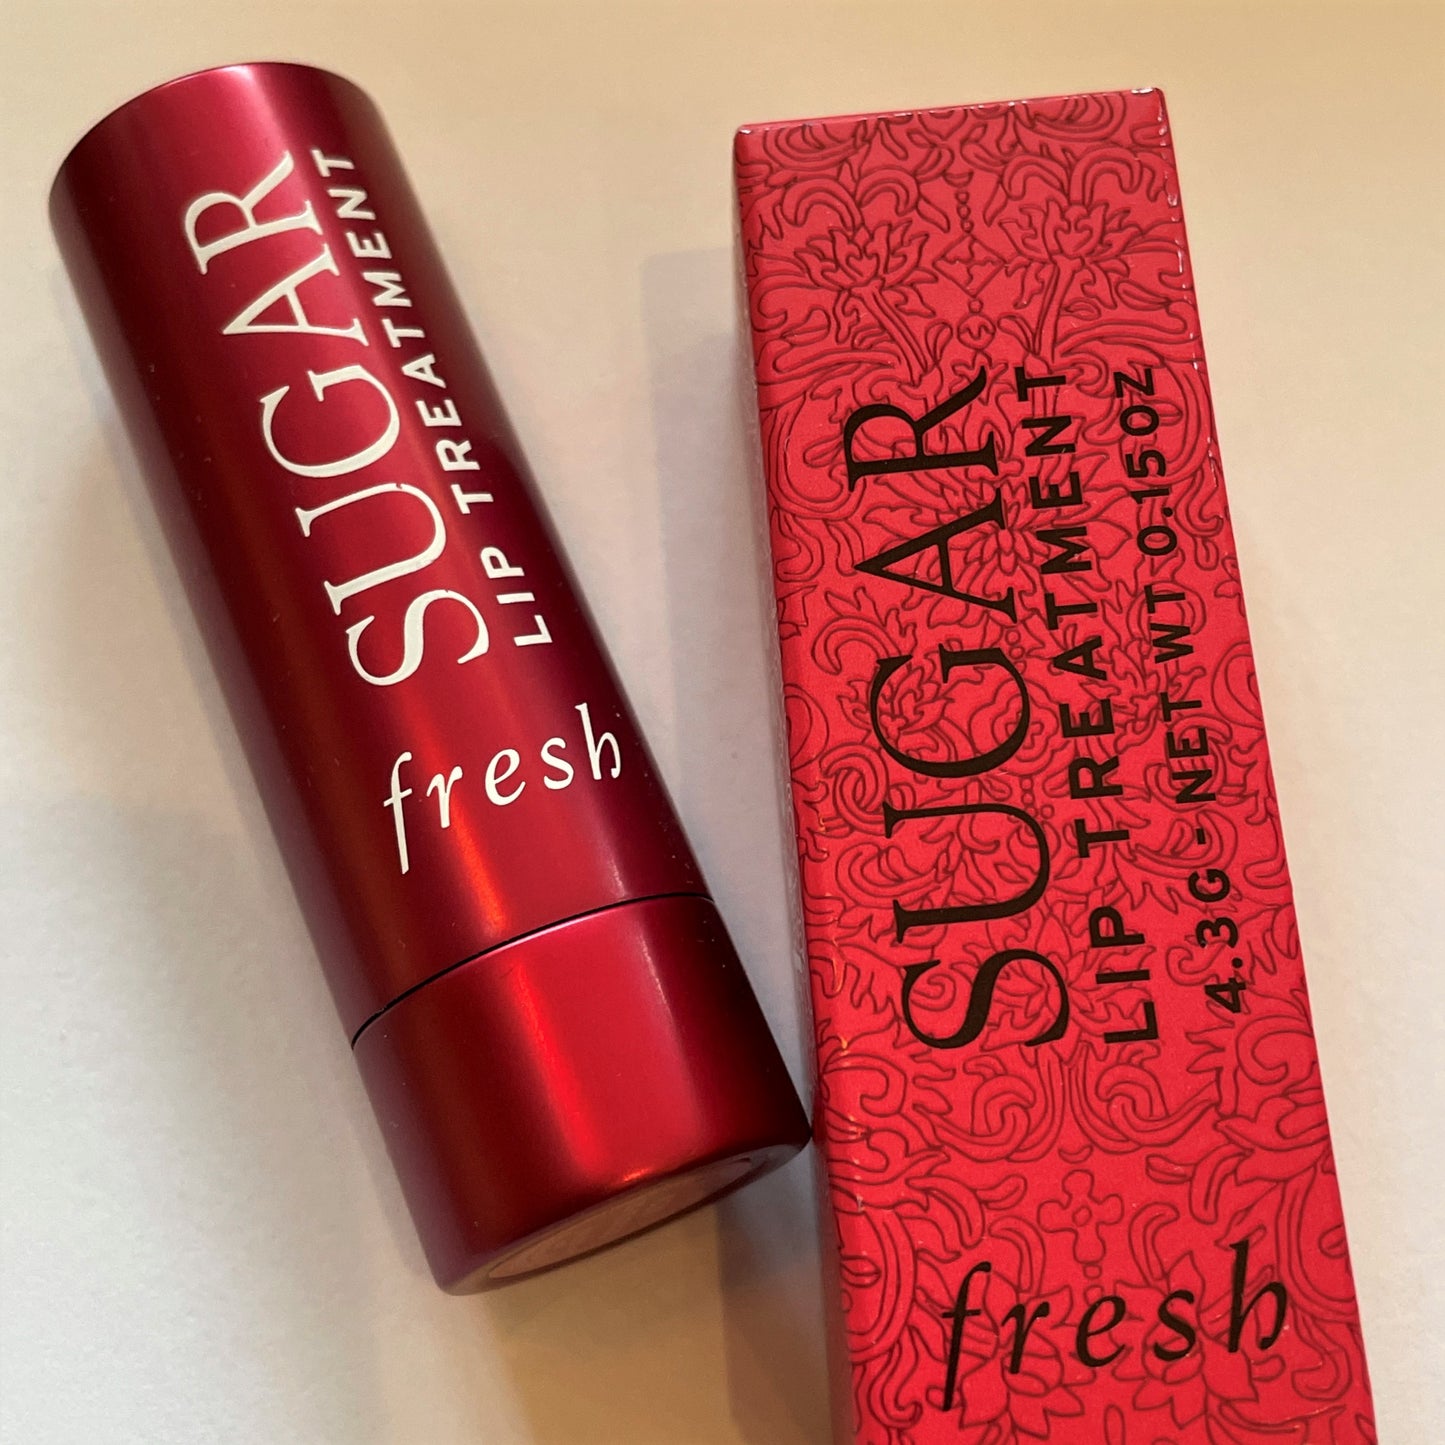 SUGAR
LIP TREATMENT
fresh
SUGAR
LIP TREATMENT
4.3G - NET WT 0.15OZ
fresh